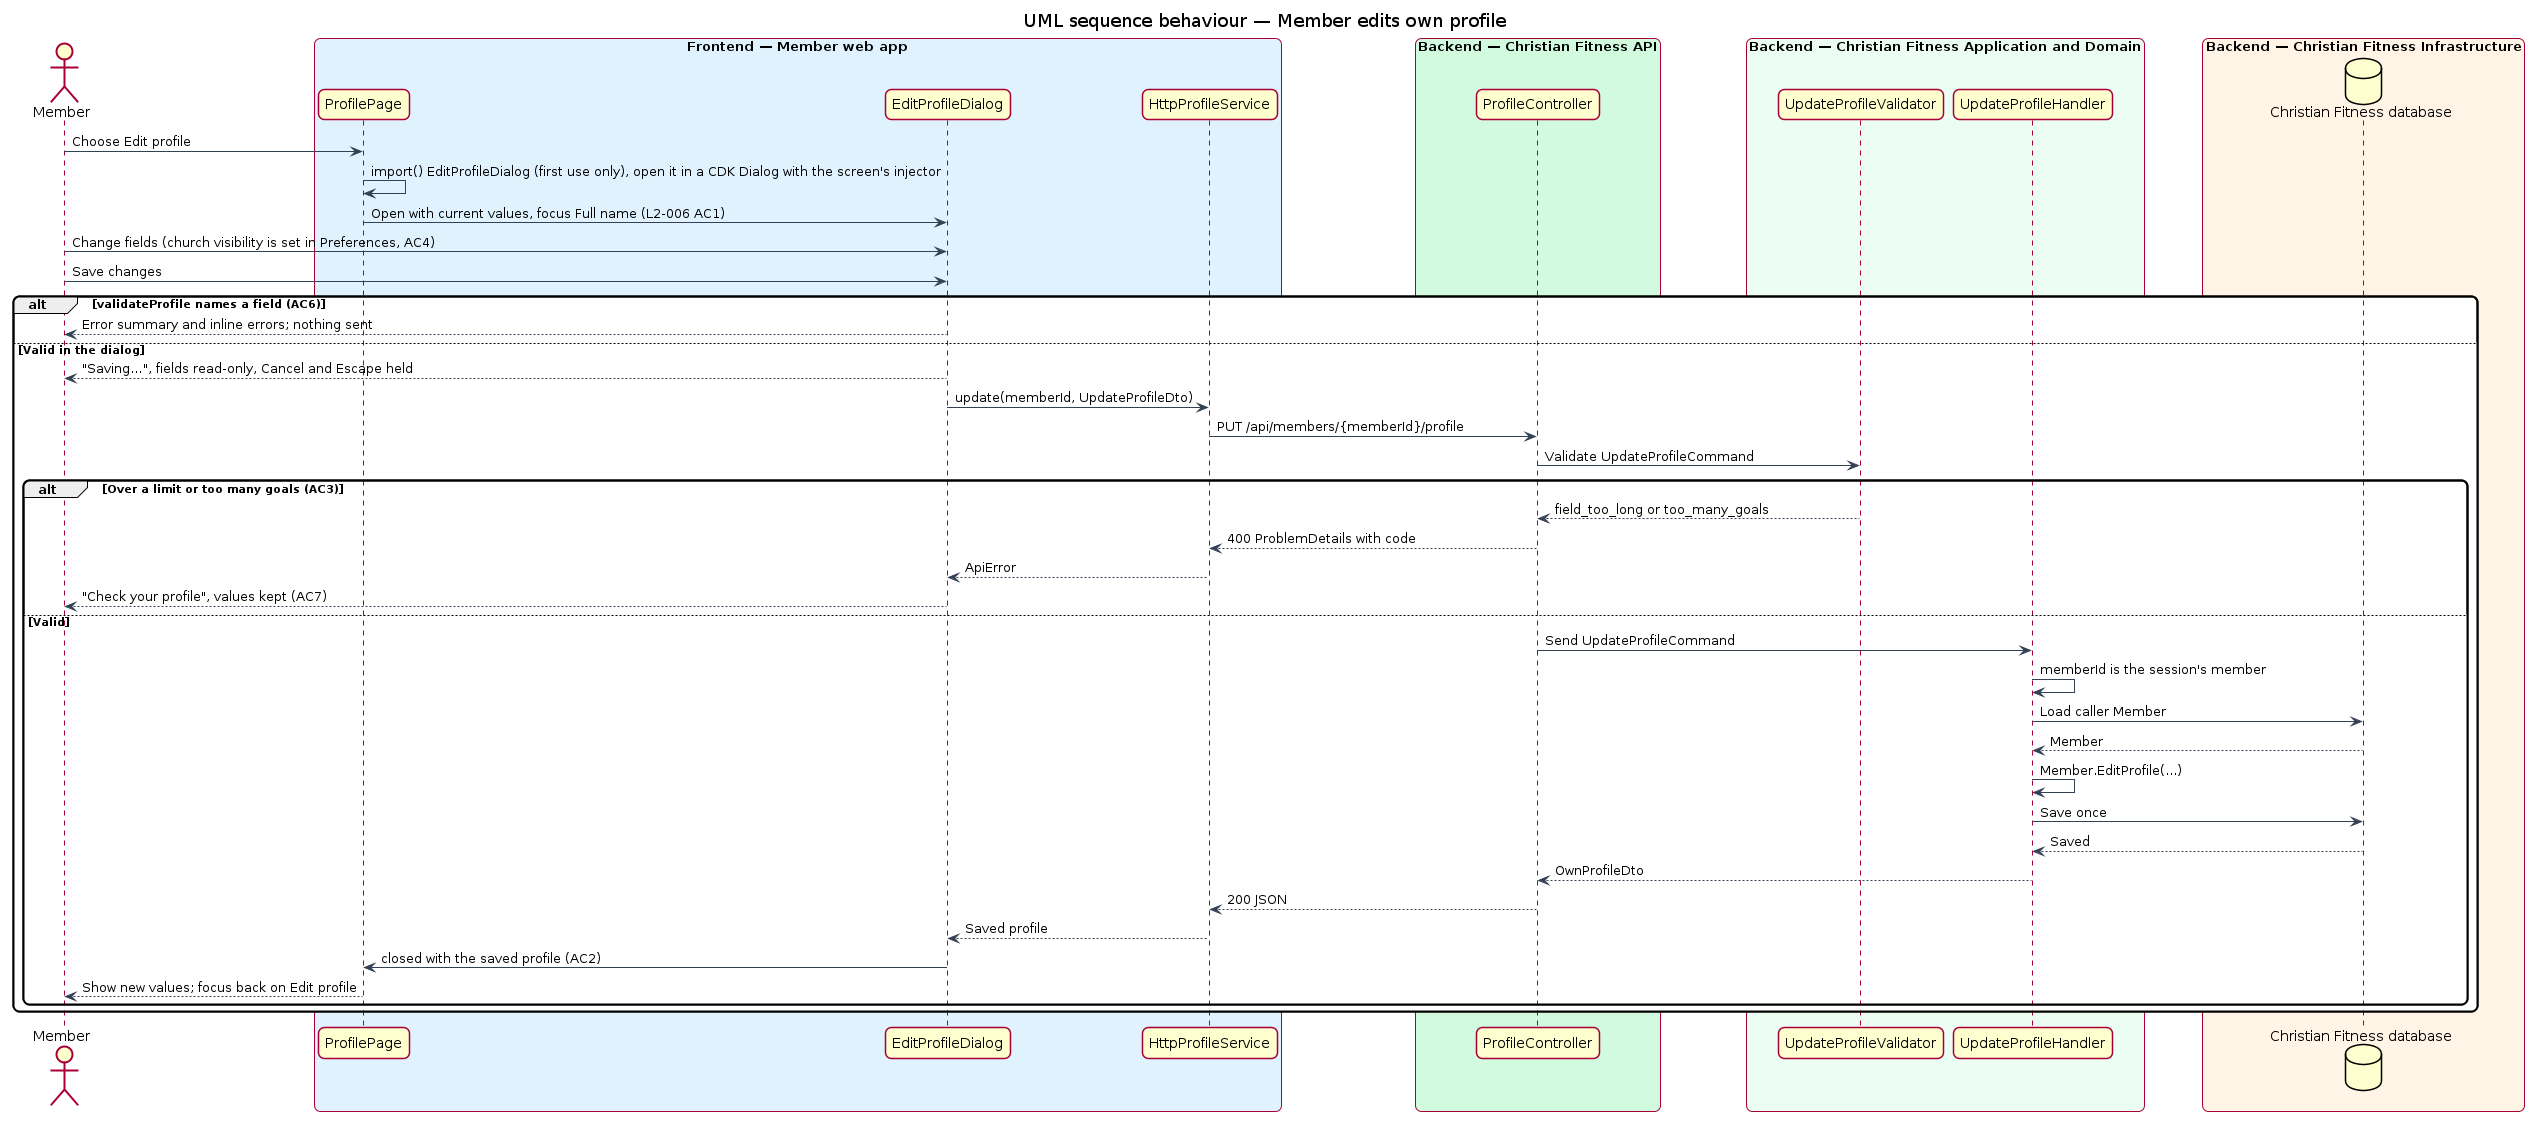 UML sequence behaviour — Member edits own profile
Frontend — Member web app
Backend — Christian Fitness API
Backend — Christian Fitness Application and Domain
Backend — Christian Fitness Infrastructure
Member
ProfilePage
EditProfileDialog
HttpProfileService
ProfileController
UpdateProfileValidator
UpdateProfileHandler
Christian Fitness database
Choose Edit profile
import() EditProfileDialog (first use only), open it in a CDK Dialog with the screen's injector
Open with current values, focus Full name (L2-006 AC1)
Change fields (church visibility is set in Preferences, AC4)
Save changes
alt
[validateProfile names a field (AC6)]
Error summary and inline errors; nothing sent
[Valid in the dialog]
"Saving...", fields read-only, Cancel and Escape held
update(memberId, UpdateProfileDto)
PUT /api/members/{memberId}/profile
Validate UpdateProfileCommand
alt
[Over a limit or too many goals (AC3)]
field_too_long or too_many_goals
400 ProblemDetails with code
ApiError
"Check your profile", values kept (AC7)
[Valid]
Send UpdateProfileCommand
memberId is the session's member
Load caller Member
Member
Member.EditProfile(...)
Save once
Saved
OwnProfileDto
200 JSON
Saved profile
closed with the saved profile (AC2)
Show new values; focus back on Edit profile
Member
ProfilePage
EditProfileDialog
HttpProfileService
ProfileController
UpdateProfileValidator
UpdateProfileHandler
Christian Fitness database